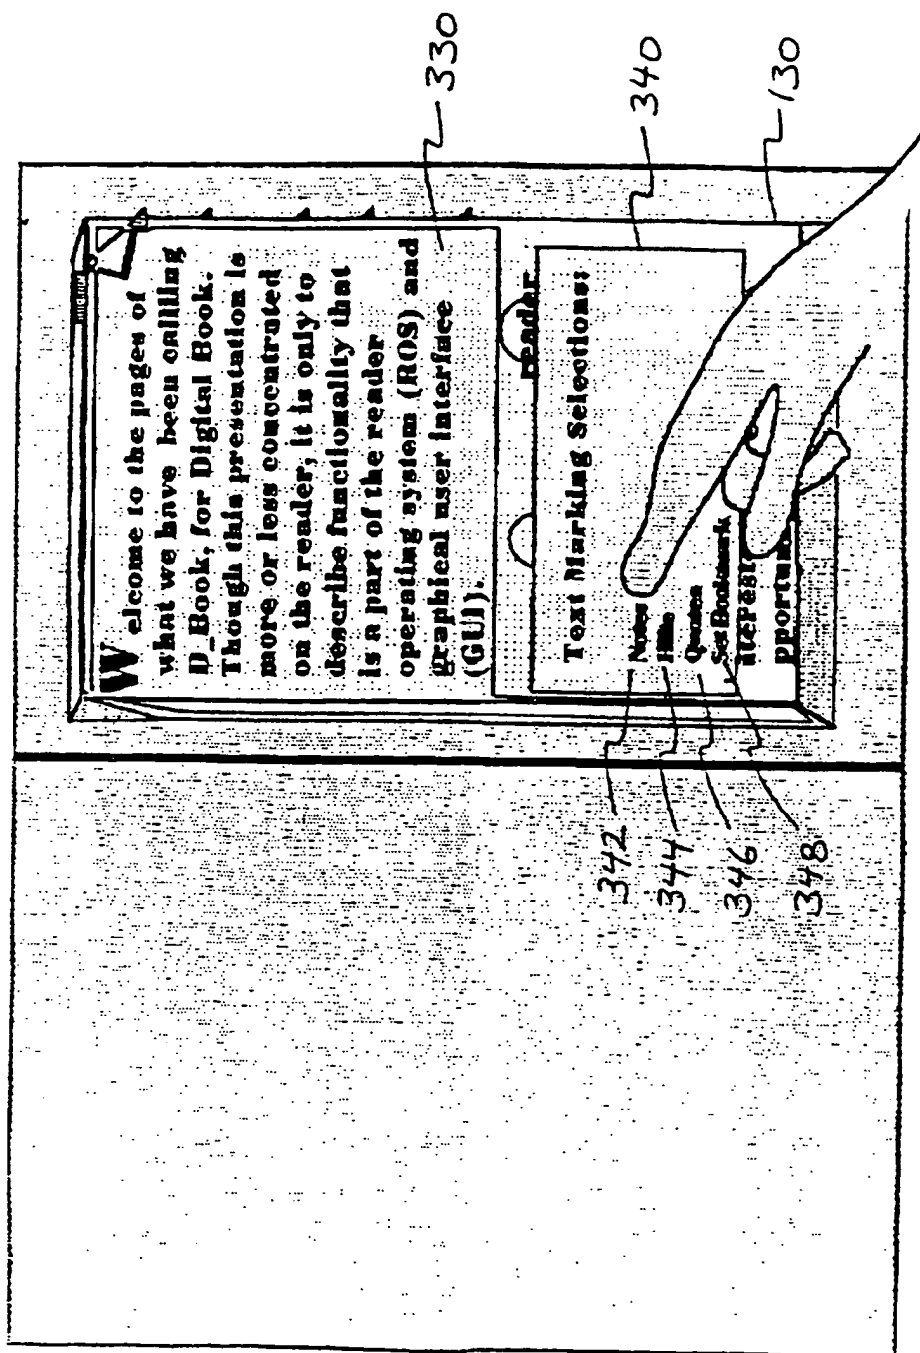 Welcome to the pages of
what we have been calling
D_Book, for Digital Book.
Though this presentation is
more or less concentrated
on the reader, it is only to
describe functionality that
is a part of the reader
operating system (ROS) and
graphical user interface
(GUI).
330
reader
Text Marking Selections:
340
342 Notes
344
346 Quotes
348 Set Bookmark
130